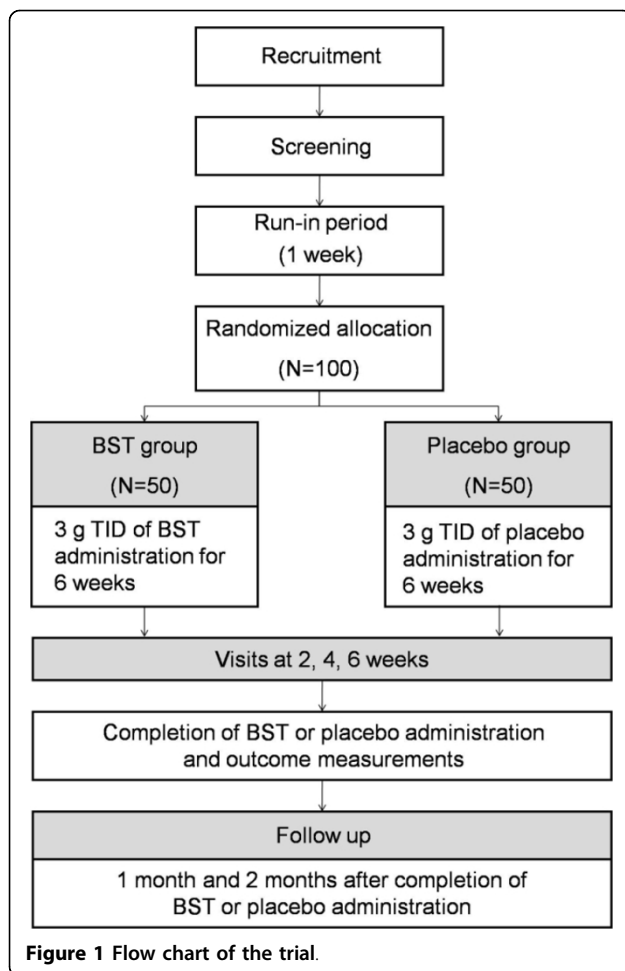 Recruitment
Screening
Run-in period
(1 week)
Randomized allocation
(N=100)
BST group
(N=50)
3 g TID of BST
administration for
6 weeks
Placebo group
(N=50)
3 g TID of placebo
administration for
6 weeks
Visits at 2, 4, 6 weeks
Completion of BST or placebo administration
and outcome measurements
Follow up
1 month and 2 months after completion of
BST or placebo administration
Figure 1 Flow chart of the trial.